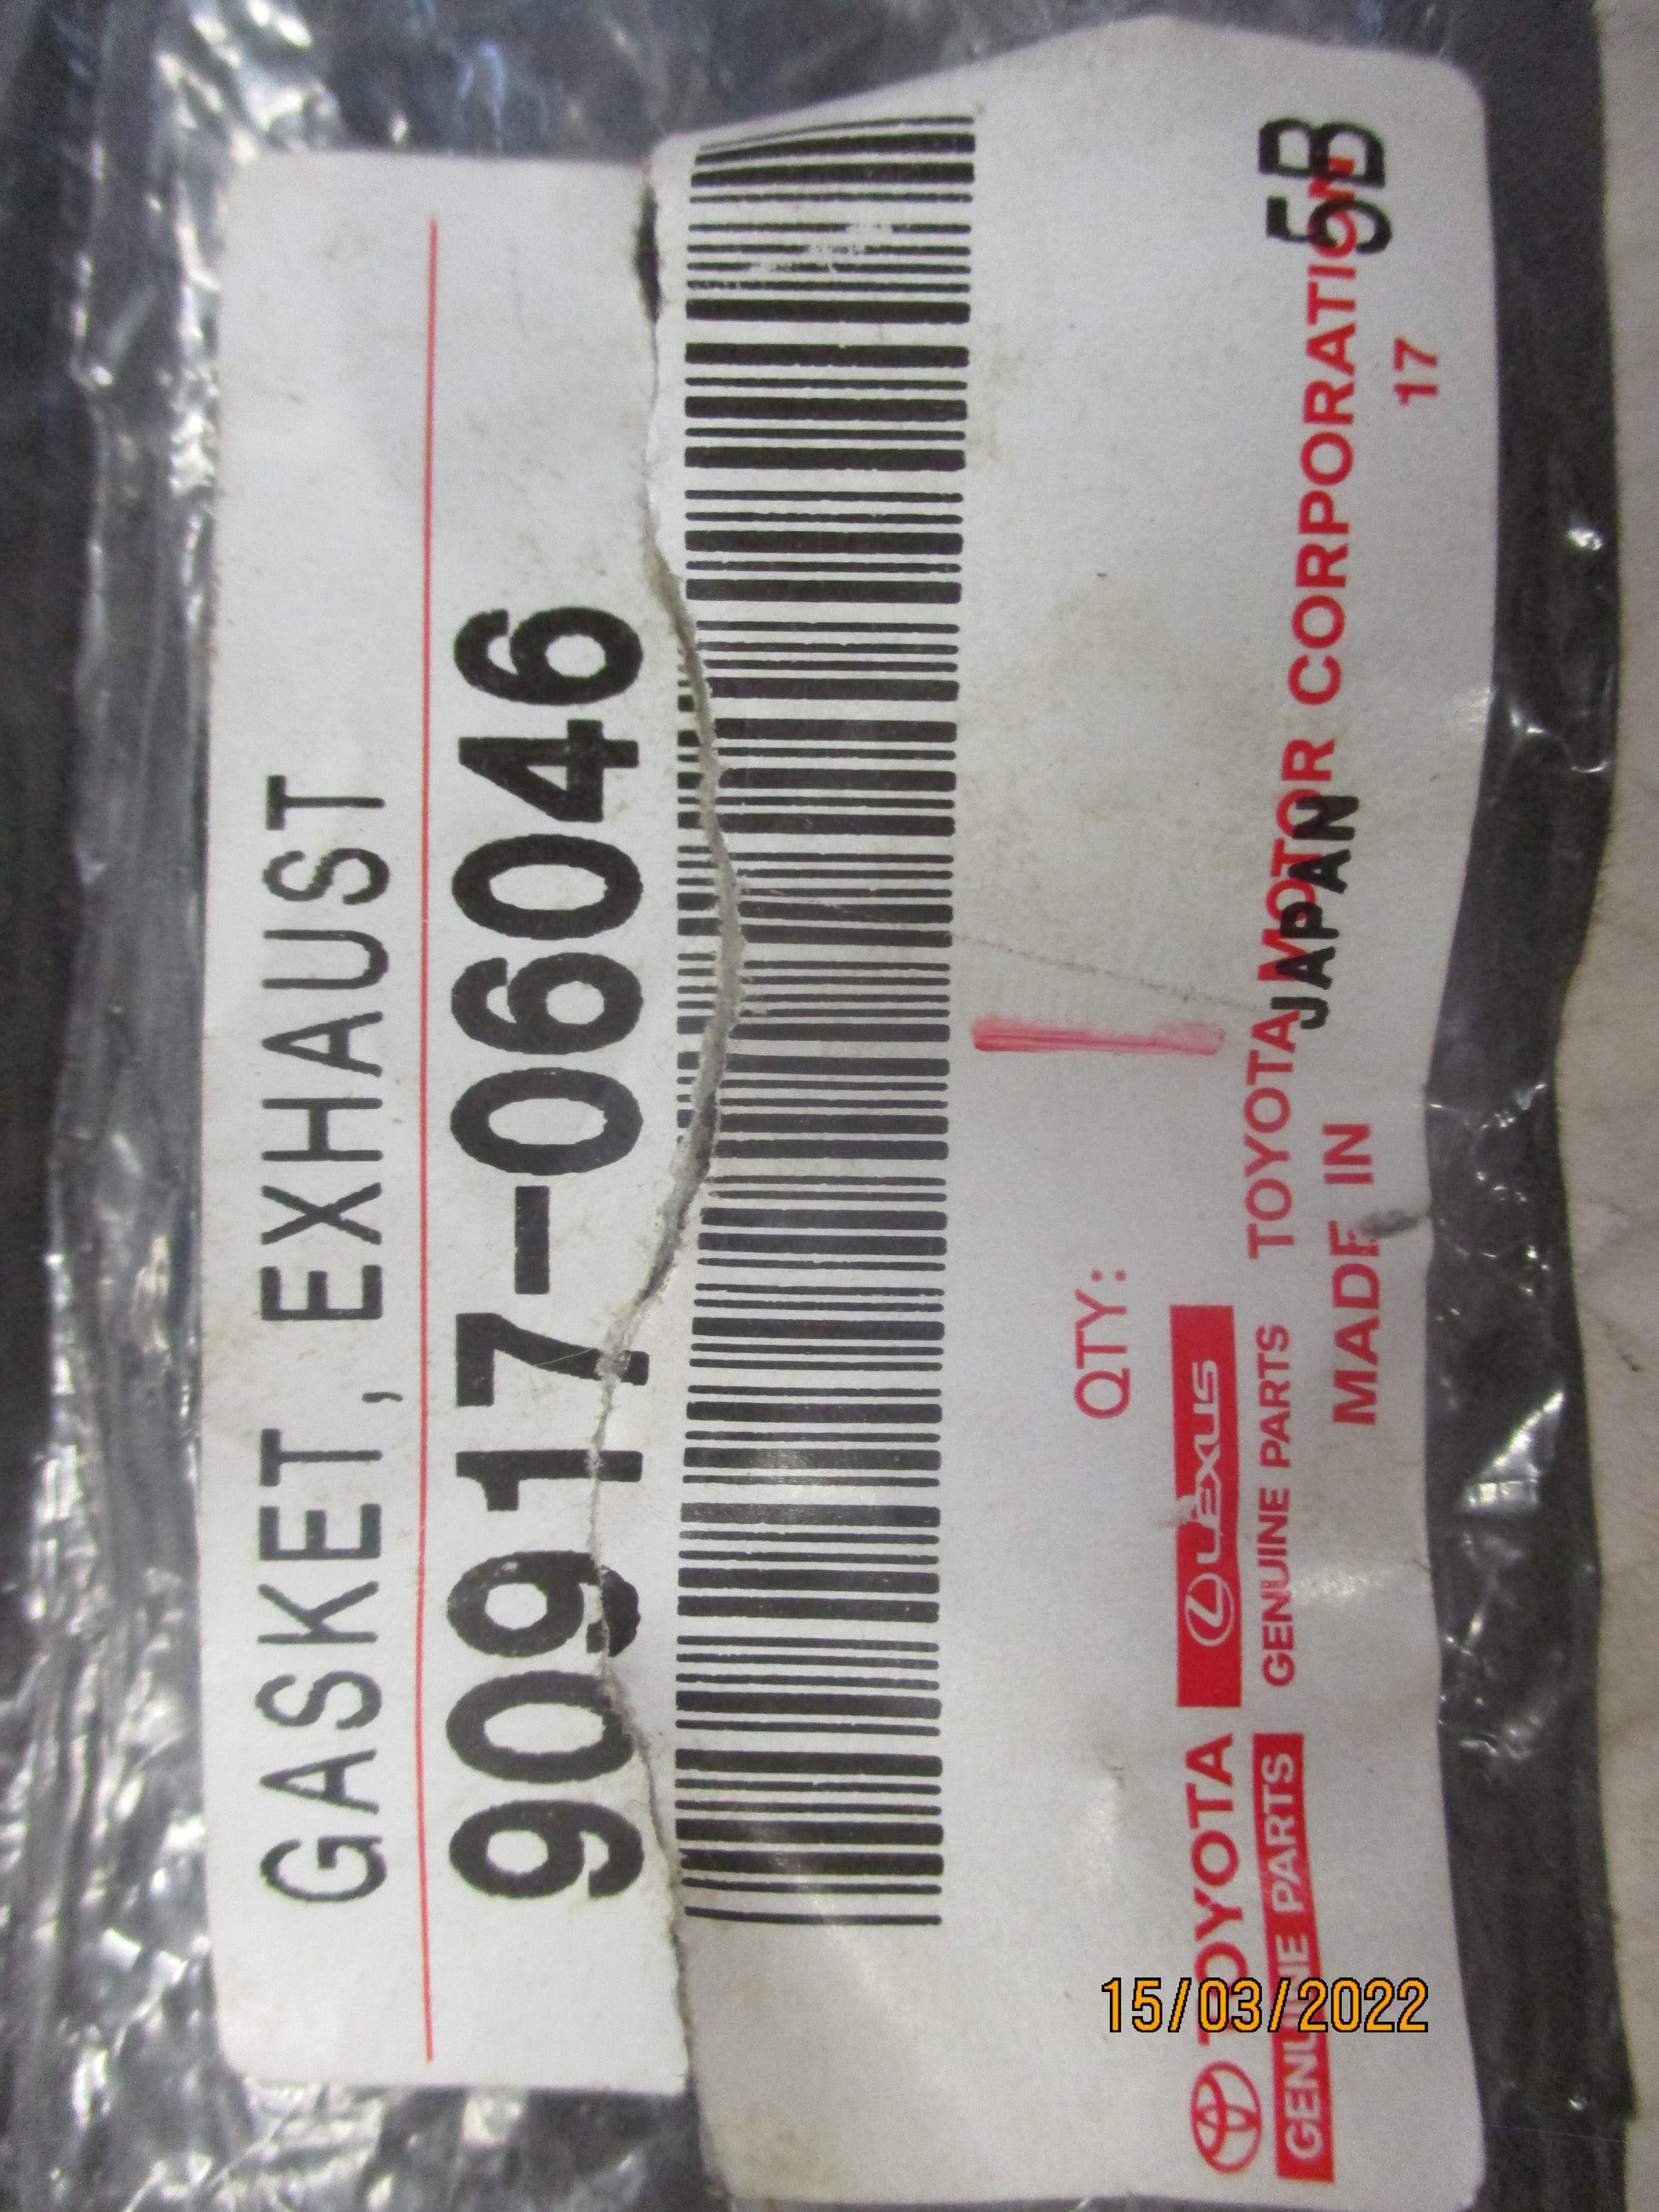 GASKET, EXHAUST
90917-06046
QTY:
TOYOTA LEXUS
GENUINE PARTS GENUINE PARTS TOYOTA MOTOR CORPORATION
MADE IN JAPAN
5B
17
15/03/2022